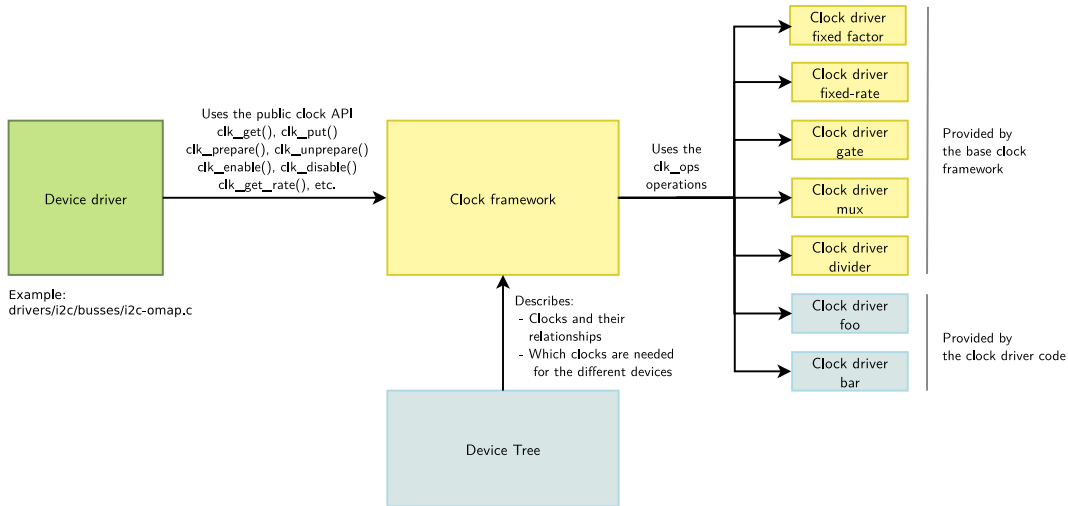 Uses the public clock API
clk_get(), clk_put()
clk_prepare(), clk_unprepare()
clk_enable(), clk_disable()
clk_get_rate(), etc.
Device driver
Example:
drivers/i2c/busses/i2c-omap.c
Clock framework
Uses the
clk_ops
operations
Describes:
- Clocks and their
relationships
- Which clocks are needed
for the different devices
Device Tree
Clock driver
fixed factor
Clock driver
fixed-rate
Clock driver
gate
Clock driver
mux
Clock driver
divider
Clock driver
foo
Clock driver
bar
Provided by
the base clock
framework
Provided by
the clock driver code